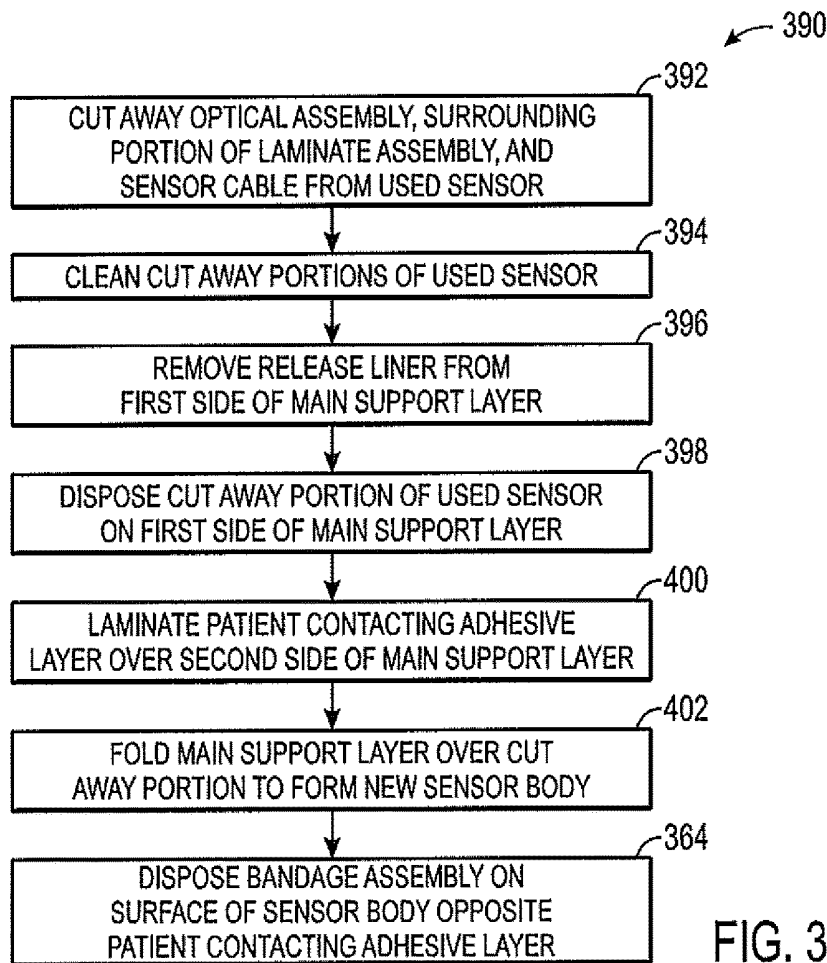 390
392
CUT AWAY OPTICAL ASSEMBLY, SURROUNDING
PORTION OF LAMINATE ASSEMBLY, AND
SENSOR CABLE FROM USED SENSOR
394
CLEAN CUT AWAY PORTIONS OF USED SENSOR
396
REMOVE RELEASE LINER FROM
FIRST SIDE OF MAIN SUPPORT LAYER
398
DISPOSE CUT AWAY PORTION OF USED SENSOR
ON FIRST SIDE OF MAIN SUPPORT LAYER
400
LAMINATE PATIENT CONTACTING ADHESIVE
LAYER OVER SECOND SIDE OF MAIN SUPPORT LAYER
402
FOLD MAIN SUPPORT LAYER OVER CUT
AWAY PORTION TO FORM NEW SENSOR BODY
364
DISPOSE BANDAGE ASSEMBLY ON
SURFACE OF SENSOR BODY OPPOSITE
PATIENT CONTACTING ADHESIVE LAYER
FIG. 3